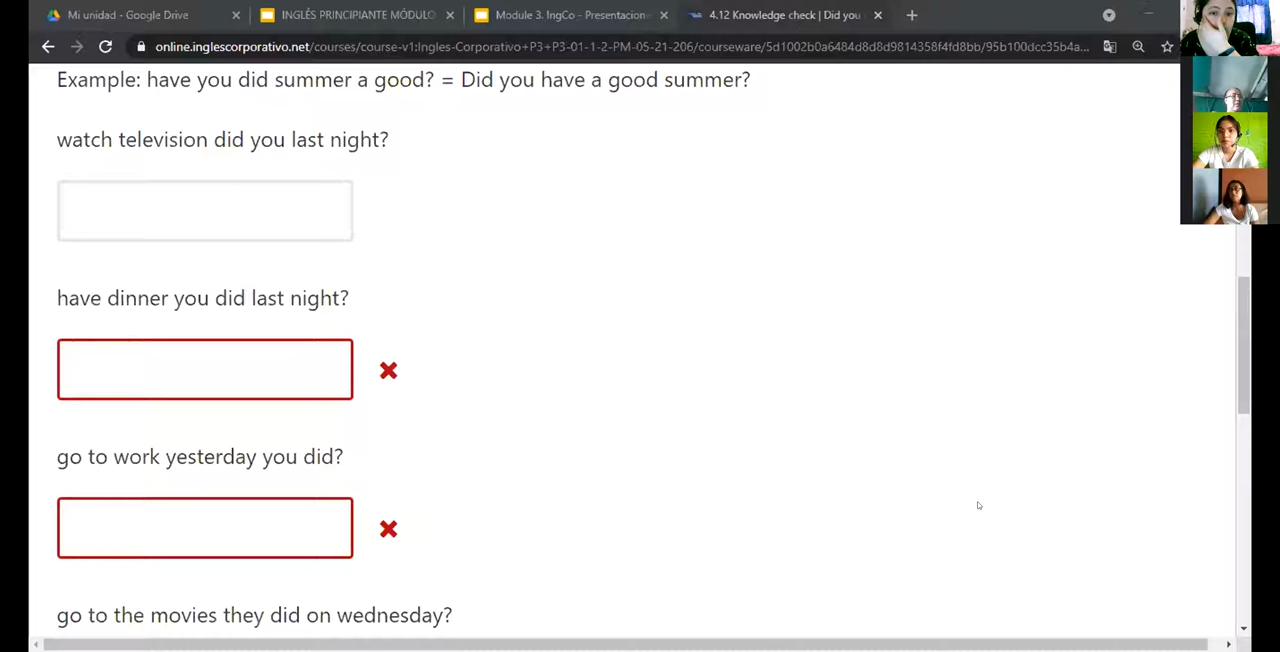 Mi unidad - Google Drive
INGLÉS PRINCIPIANTE MÓDULO
Module 3. IngCo - Presentacion
4.12 Knowledge check | Did you
online.inglescorporativo.net/courses/course-v1:Ingles-Corporativo+P3+P3-01-1-2-PM-05-21-206/courseware/5d1002b0a6484d8d8d9814358f4fd8bb/95b100dcc35b4a...
Example: have you did summer a good? = Did you have a good summer?
watch television did you last night?
have dinner you did last night?
go to work yesterday you did?
go to the movies they did on wednesday?